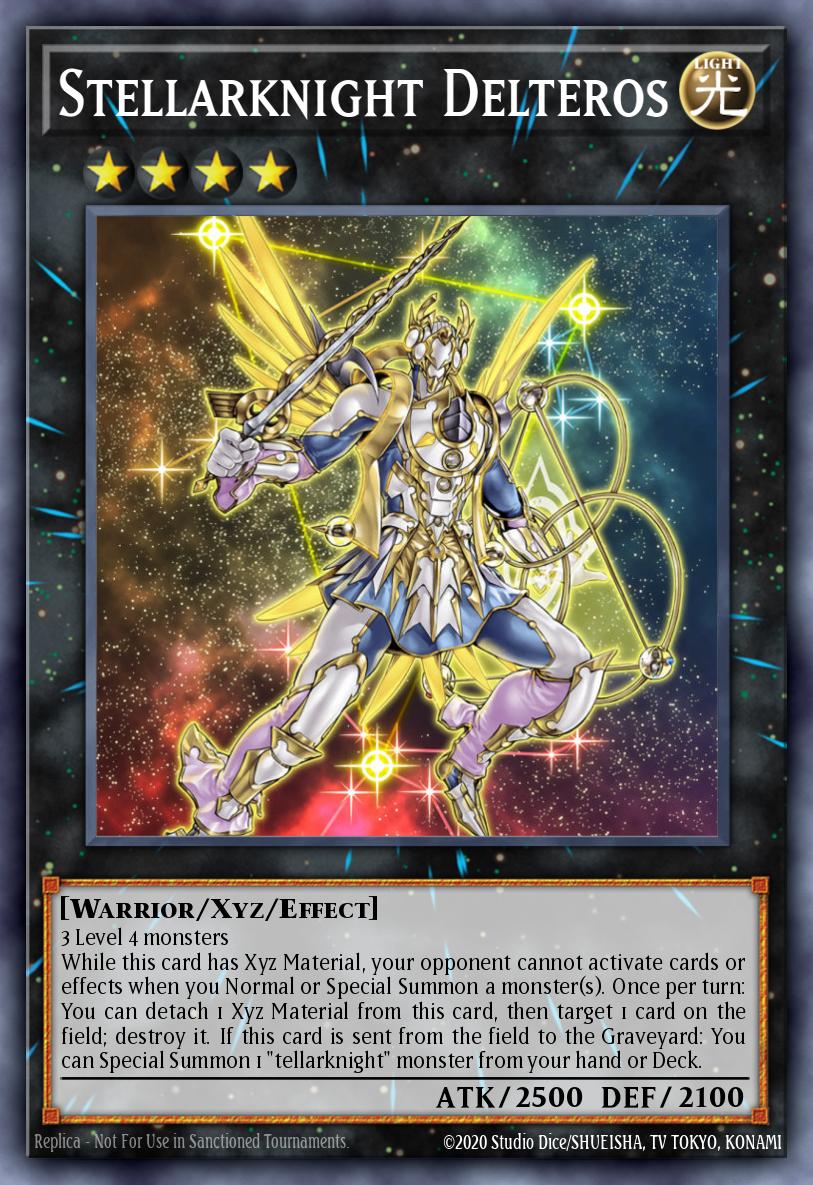 Stellarknight Delteros
LIGHT
光
[Warrior/Xyz/Effect]
3 Level 4 monsters
While this card has Xyz Material, your opponent cannot activate cards or
effects when you Normal or Special Summon a monster(s). Once per turn:
You can detach 1 Xyz Material from this card, then target 1 card on the
field; destroy it. If this card is sent from the field to the Graveyard: You
can Special Summon 1 "tellarknight" monster from your hand or Deck.
ATK/2500 DEF/2100
Replica - Not For Use in Sanctioned Tournaments.
©2020 Studio Dice/SHUEISHA, TV TOKYO, KONAMI